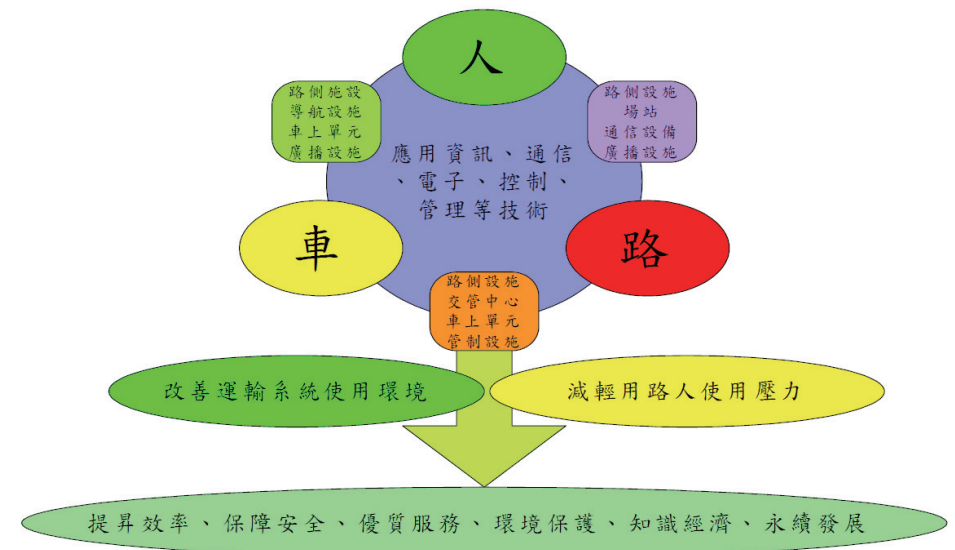 人
路側施設
導航設施
車上單元
廣播設施
路側設施
場站
通信設備
廣播設施
應用資訊、通信
、電子、控制、
管理等技術
車
路
路側設施
交管中心
車上單元
管制設施
改善運輸系統使用環境
減輕用路人使用壓力
提昇效率、保障安全、優質服務、環境保護、知識經濟、永續發展